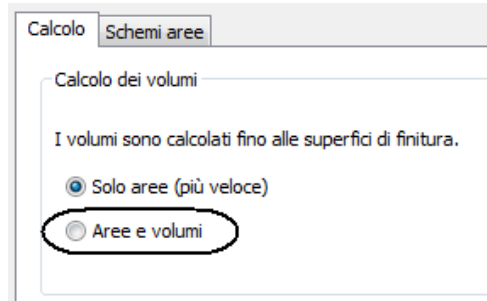 Calcolo
Schemi aree
Calcolo dei volumi
I volumi sono calcolati fino alle superfici di finitura.
Solo aree (più veloce)
Aree e volumi